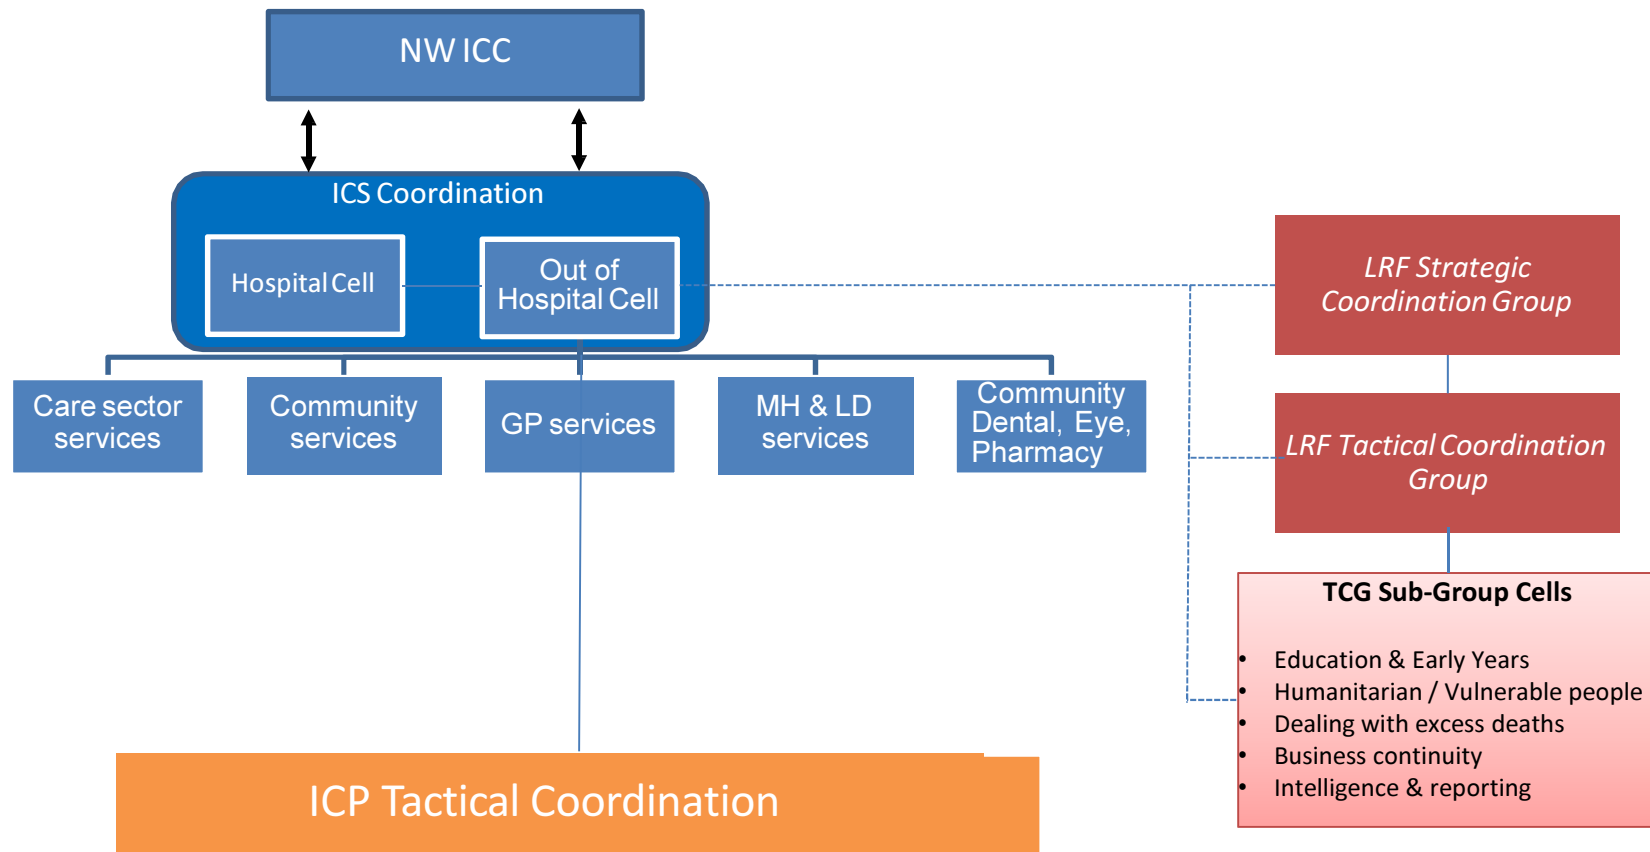 NW ICC
ICS Coordination
Hospital Cell
Out of
Hospital Cell
Care sector
services
Community
services
GP services
MH & LD
services
Community
Dental, Eye,
Pharmacy
ICP Tactical Coordination
LRF Strategic
Coordination Group
LRF Tactical Coordination
Group
TCG Sub-Group Cells
• Education & Early Years
• Humanitarian / Vulnerable people
• Dealing with excess deaths
• Business continuity
• Intelligence & reporting